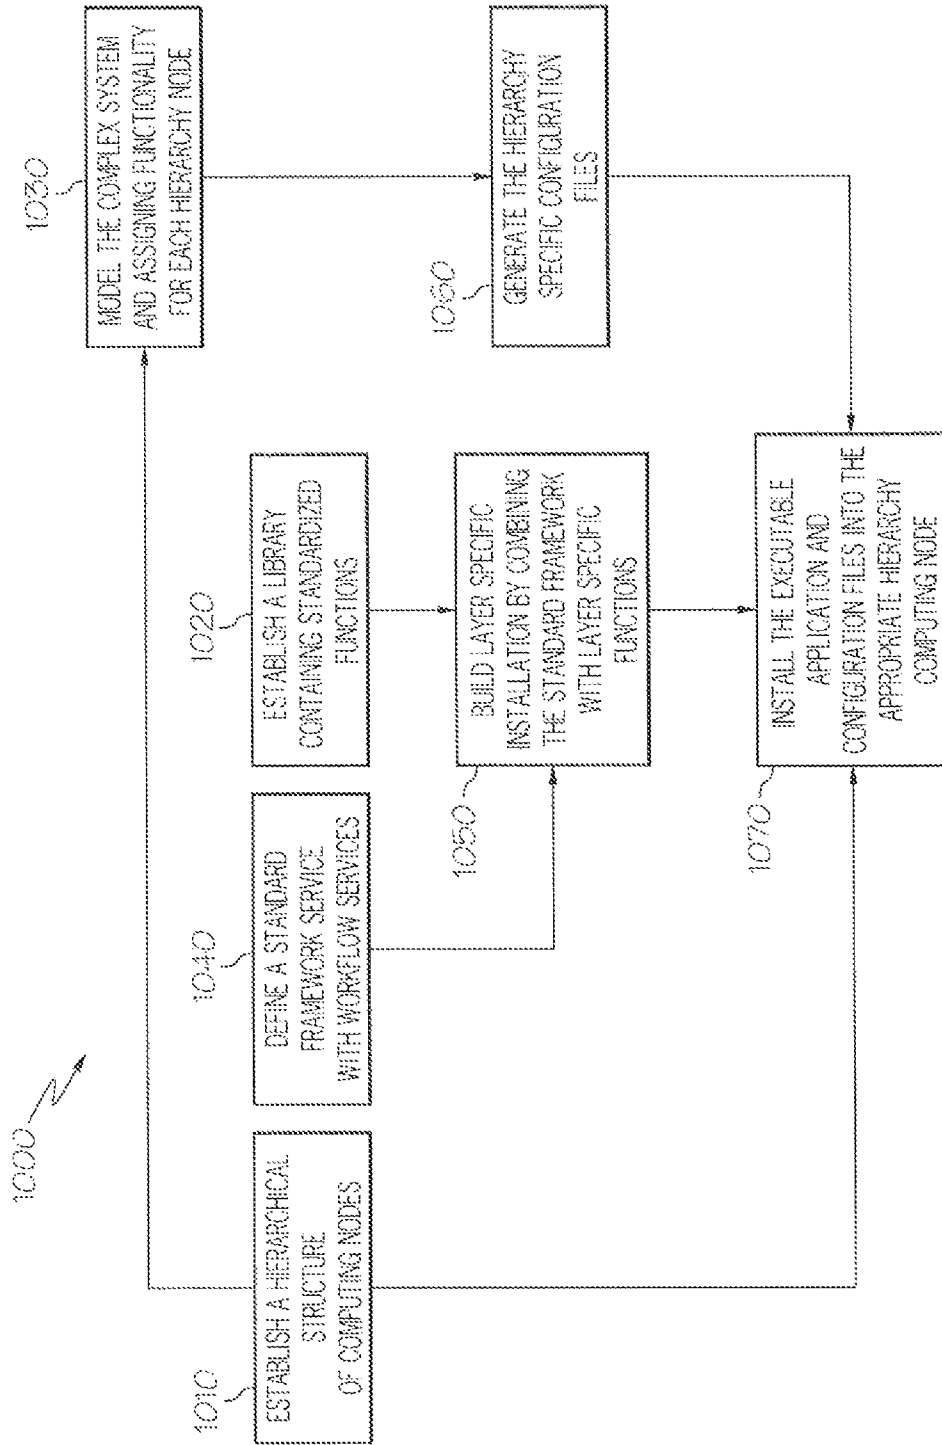 1000
1010
ESTABLISH A HIERARCHICAL
STRUCTURE
OF COMPUTING NODES
1040
DEFINE A STANDARD
FRAMEWORK SERVICE
WITH WORKFLOW SERVICES
1020
ESTABLISH A LIBRARY
CONTAINING STANDARDIZED
FUNCTIONS
1030
MODEL THE COMPLEX SYSTEM
AND ASSIGNING FUNCTIONALITY
FOR EACH HIERARCHY NODE
1050
BUILD LAYER SPECIFIC
INSTALLATION BY COMBINING
THE STANDARD FRAMEWORK
WITH LAYER SPECIFIC
FUNCTIONS
1060
GENERATE THE HIERARCHY
SPECIFIC CONFIGURATION
FILES
1070
INSTALL THE EXECUTABLE
APPLICATION AND
CONFIGURATION FILES INTO THE
APPROPRIATE HIERARCHY
COMPUTING NODE